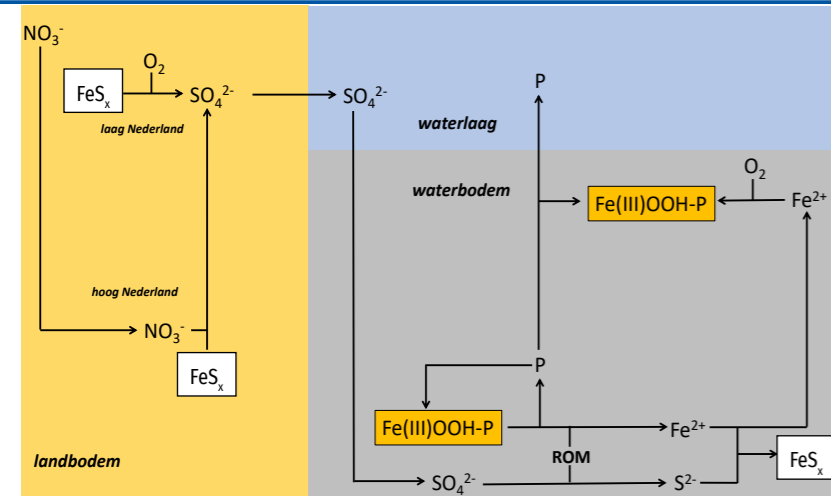 NO₃⁻
O₂
FeSₓ
SO₄²⁻
laag Nederland
SO₄²⁻
P
waterlaag
waterbodem
O₂
Fe(III)OOH-P
Fe²⁺
hoog Nederland
NO₃⁻
FeSₓ
P
Fe(III)OOH-P
Fe²⁺
ROM
FeSₓ
landbodem
SO₄²⁻
S²⁻